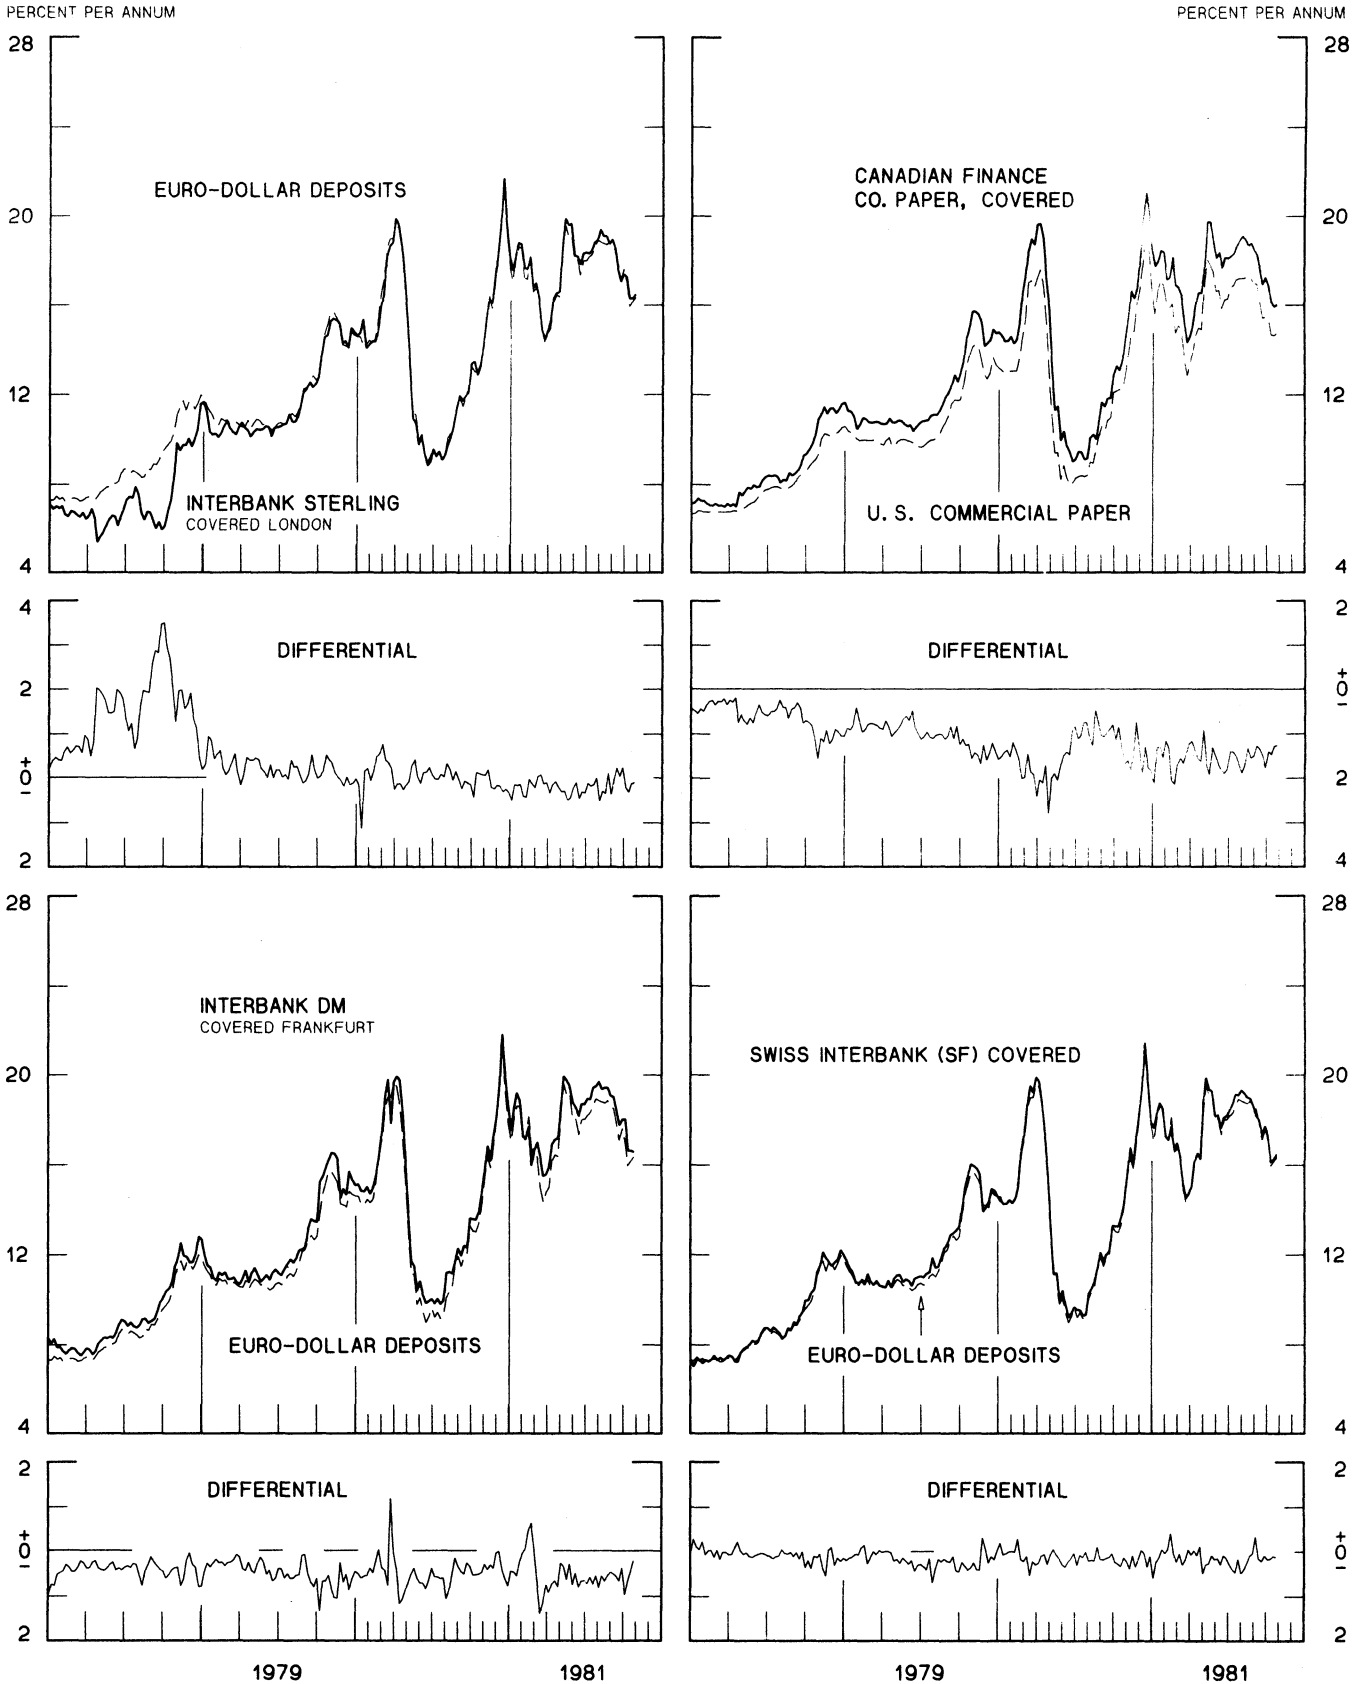 PERCENT PER ANNUM
PERCENT PER ANNUM
28
28
EURO-DOLLAR DEPOSITS
CANADIAN FINANCE
CO. PAPER, COVERED
20
20
12
12
INTERBANK STERLING
COVERED LONDON
U. S. COMMERCIAL PAPER
4
4
4
2
DIFFERENTIAL
DIFFERENTIAL
2
+
0
−
+
0
−
2
2
4
28
28
INTERBANK DM
COVERED FRANKFURT
SWISS INTERBANK (SF) COVERED
20
20
12
12
EURO-DOLLAR DEPOSITS
EURO-DOLLAR DEPOSITS
4
4
2
2
DIFFERENTIAL
DIFFERENTIAL
+
0
−
+
0
−
2
2
1979
1981
1979
1981